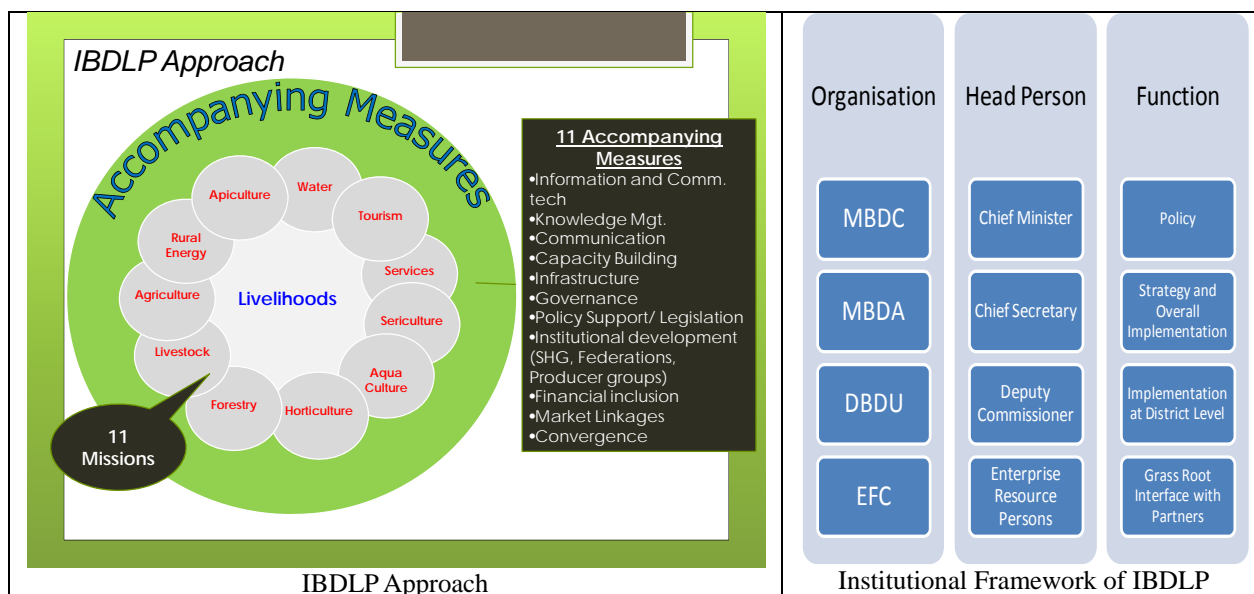 IBDLP Approach
Accompanying Measures
Water
Tourism
Services
Sericulture
Aqua
Culture
Horticulture
Forestry
Livestock
Agriculture
Rural
Energy
Apiculture
Livelihoods
11
Missions
11 Accompanying
Measures
•Information and Comm.
tech
•Knowledge Mgt.
•Communication
•Capacity Building
•Infrastructure
•Governance
•Policy Support/ Legislation
•Institutional development
(SHG, Federations,
Producer groups)
•Financial inclusion
•Market Linkages
•Convergence
IBDLP Approach
Organisation
Head Person
Function
MBDC
Chief Minister
Policy
MBDA
Chief Secretary
Strategy and
Overall
Implementation
DBDU
Deputy
Commissioner
Implementation
at District Level
EFC
Enterprise
Resource
Persons
Grass Root
Interface with
Partners
Institutional Framework of IBDLP